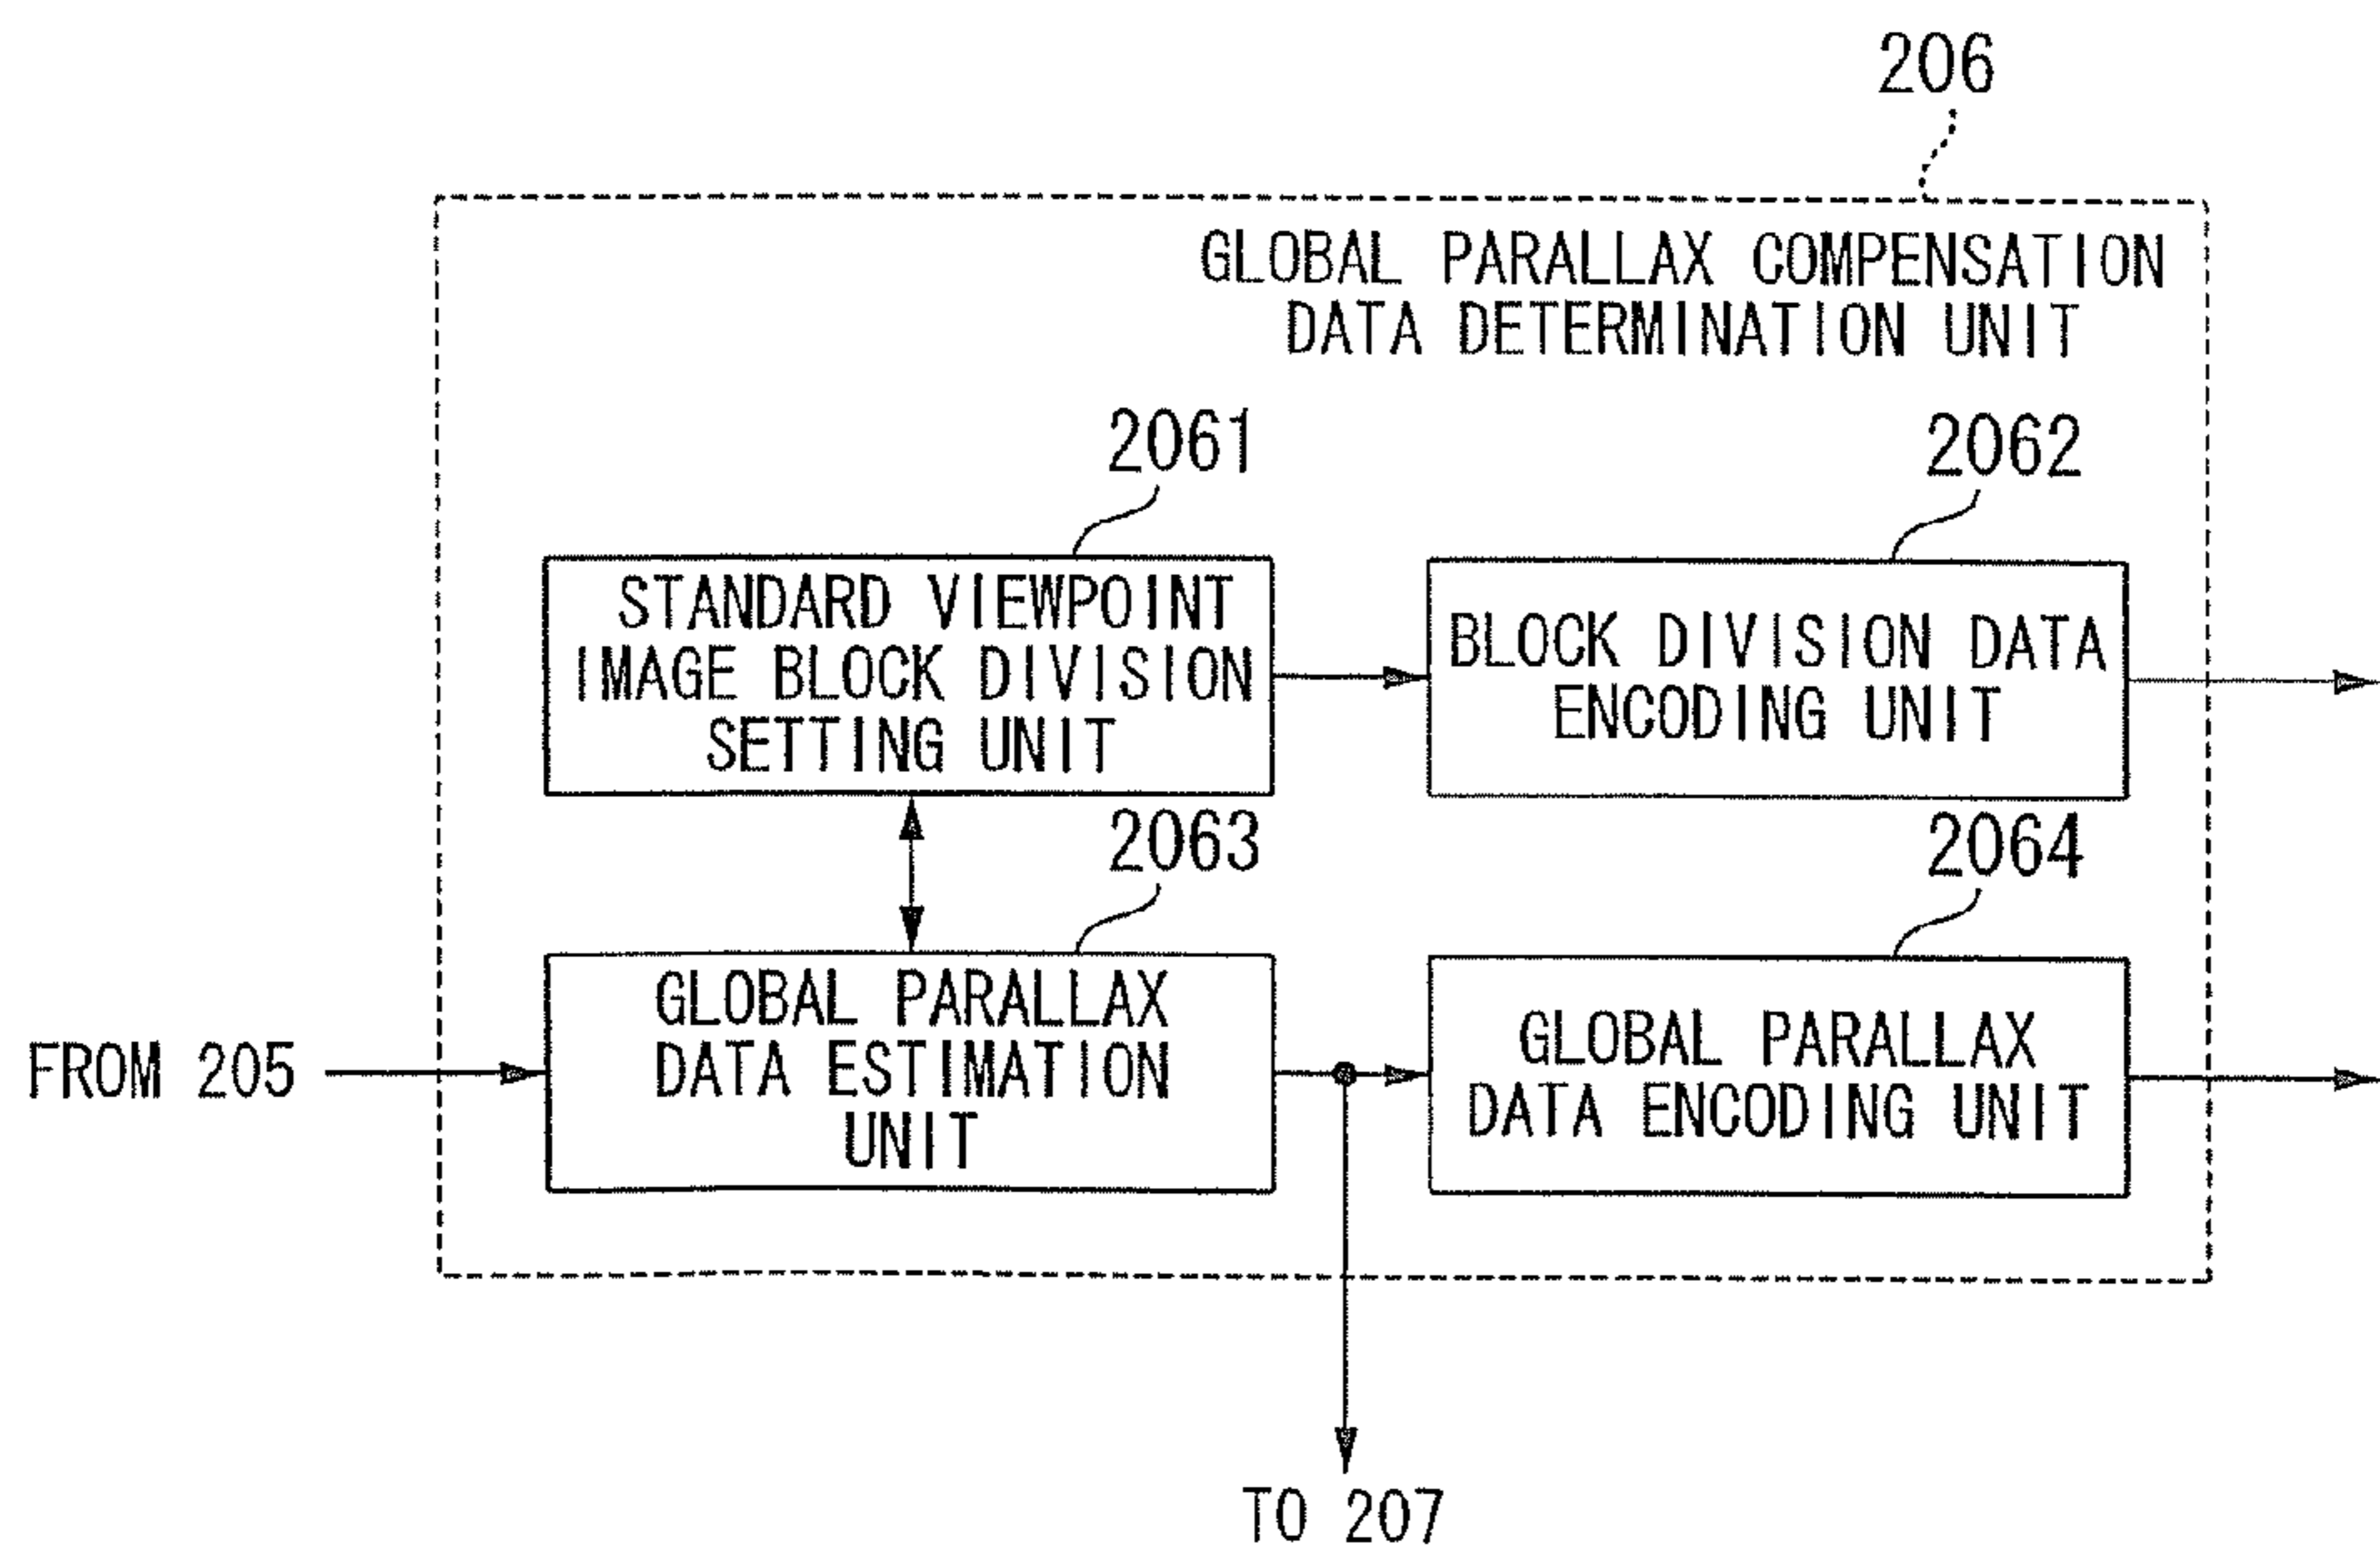 206
GLOBAL PARALLAX COMPENSATION
DATA DETERMINATION UNIT
2061
2062
STANDARD VIEWPOINT
IMAGE BLOCK DIVISION
SETTING UNIT
BLOCK DIVISION DATA
ENCODING UNIT
2063
2064
FROM 205
GLOBAL PARALLAX
DATA ESTIMATION
UNIT
GLOBAL PARALLAX
DATA ENCODING UNIT
TO 207